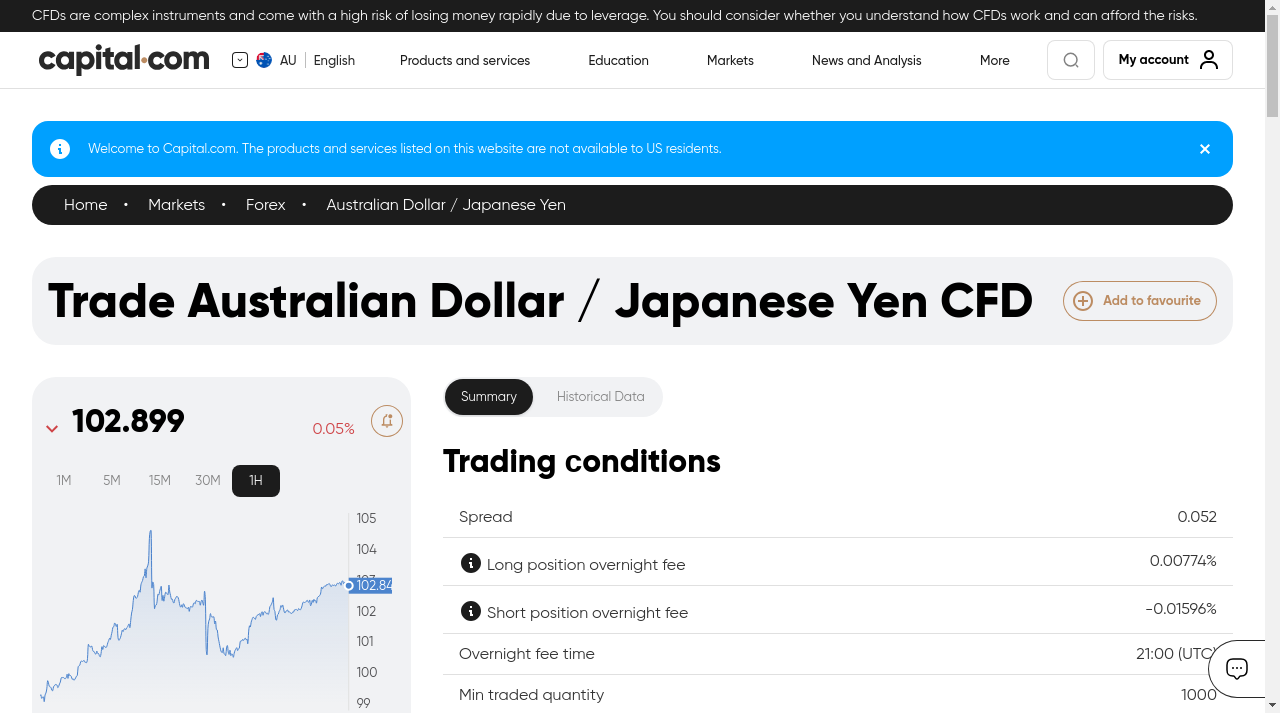 CFDs are complex instruments and come with a high risk of losing money rapidly due to leverage. You should consider whether you understand how CFDs work and can afford the risks.
capital.com AU English Products and services Education Markets News and Analysis More My account
Welcome to Capital.com. The products and services listed on this website are not available to US residents.
Home • Markets • Forex • Australian Dollar / Japanese Yen
Trade Australian Dollar / Japanese Yen CFD Add to favourite
102.899 0.05%
1M 5M 15M 30M 1H
105
104
102.84
102
101
100
99
Summary Historical Data
Trading conditions
Spread 0.052
Long position overnight fee 0.00774%
Short position overnight fee -0.01596%
Overnight fee time 21:00 (UTC)
Min traded quantity 1000